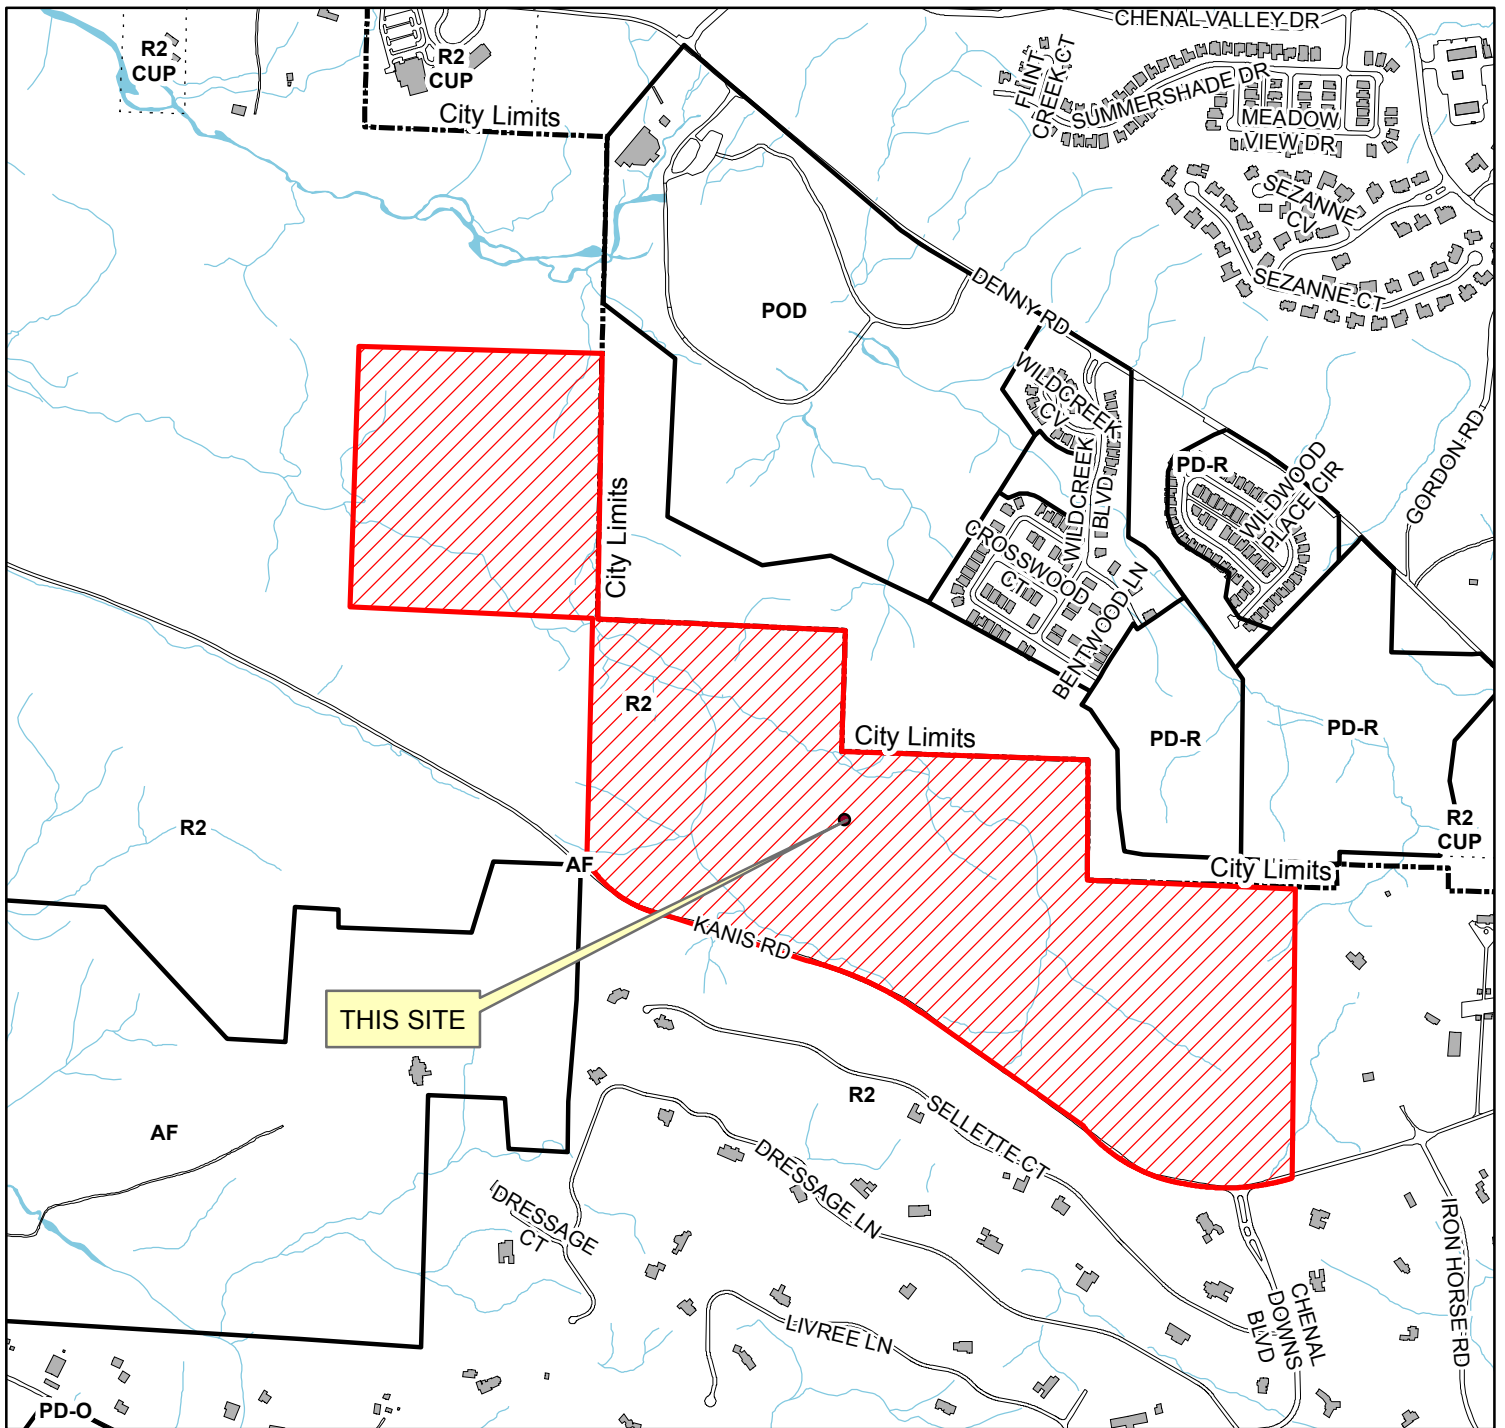 CHENAL VALLEY DR
R2
CUP
R2
CUP
City Limits
FLINT
CREEK CT
SUMMERSHADE DR
MEADOW
VIEW DR
SEZANNE
CV
SEZANNE CT
DENNY RD
POD
WILDCREEK
CV
WILDCREEK
BLVD
PD-R
WILDWOOD
PLACE CIR
GORDON RD
City Limits
CROSSWOOD
CT
BENTWOOD LN
R2
City Limits
PD-R
PD-R
R2
R2
CUP
AF
City Limits
KANIS RD
THIS SITE
R2
SELLETTE CT
AF
DRESSAGE LN
DRESSAGE
CT
IRON HORSE RD
CHENAL
DOWNS
BLVD
LIVREE LN
PD-O